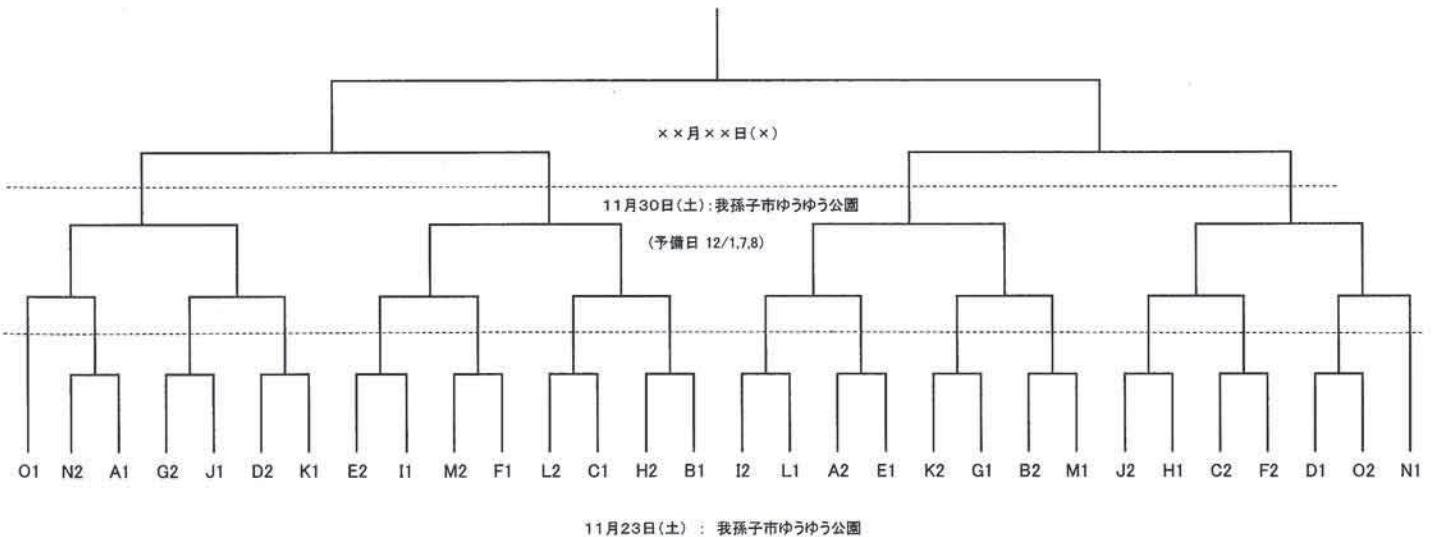 ××月××日(×)
11月30日(土):我孫子市ゆうゆう公園
(予備日 12/1,7,8)
O1 N2 A1 G2 J1 D2 K1 E2 I1 M2 F1 L2 C1 H2 B1 I2 L1 A2 E1 K2 G1 B2 M1 J2 H1 C2 F2 D1 O2 N1
11月23日(土) : 我孫子市ゆうゆう公園